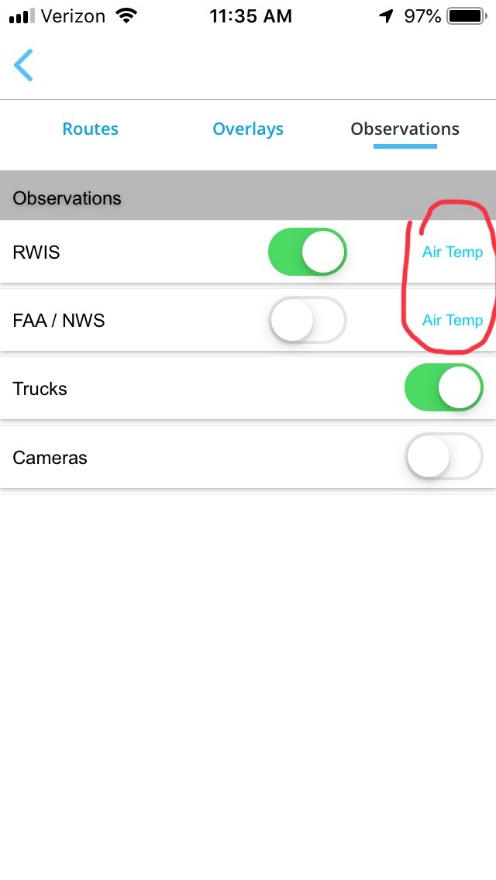 Verizon 11:35 AM 97%
Routes Overlays Observations
Observations
RWIS Air Temp
FAA / NWS Air Temp
Trucks
Cameras